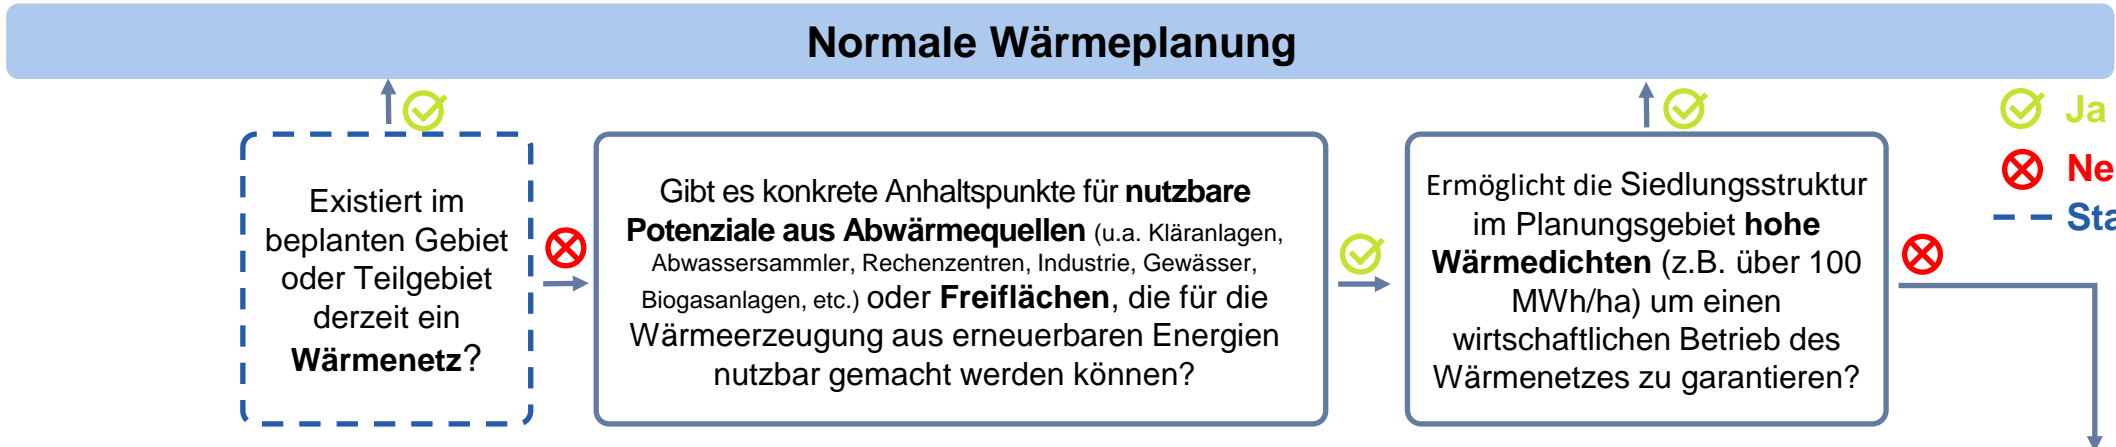 Normale Wärmeplanung
Existiert im
beplanten Gebiet
oder Teilgebiet
derzeit ein
Wärmenetz?
Gibt es konkrete Anhaltspunkte für nutzbare
Potenziale aus Abwärmequellen (u.a. Kläranlagen,
Abwassersammler, Rechenzentren, Industrie, Gewässer,
Biogasanlagen, etc.) oder Freiflächen, die für die
Wärmeerzeugung aus erneuerbaren Energien
nutzbar gemacht werden können?
Ermöglicht die Siedlungsstruktur
im Planungsgebiet hohe
Wärmedichten (z.B. über 100
MWh/ha) um einen
wirtschaftlichen Betrieb des
Wärmenetzes zu garantieren?
Ja